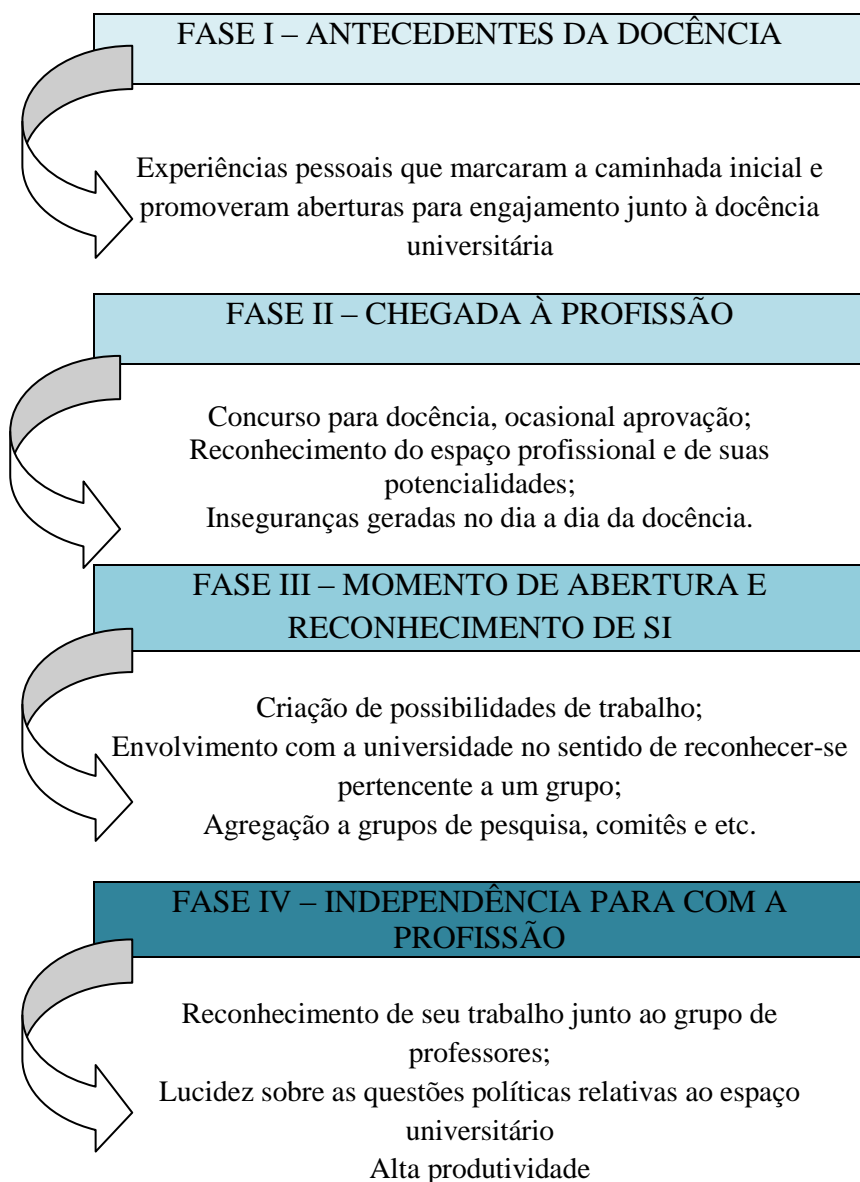 FASE I – ANTECEDENTES DA DOCÊNCIA
Experiências pessoais que marcaram a caminhada inicial e
promoveram aberturas para engajamento junto à docência
universitária
FASE II – CHEGADA À PROFISSÃO
Concurso para docência, ocasional aprovação;
Reconhecimento do espaço profissional e de suas
potencialidades;
Inseguranças geradas no dia a dia da docência.
FASE III – MOMENTO DE ABERTURA E
RECONHECIMENTO DE SI
Criação de possibilidades de trabalho;
Envolvimento com a universidade no sentido de reconhecer-se
pertencente a um grupo;
Agregação a grupos de pesquisa, comitês e etc.
FASE IV – INDEPENDÊNCIA PARA COM A
PROFISSÃO
Reconhecimento de seu trabalho junto ao grupo de
professores;
Lucidez sobre as questões políticas relativas ao espaço
universitário
Alta produtividade